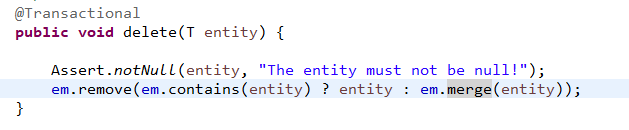 @Transactional
public void delete(T entity) {
Assert.notNull(entity, "The entity must not be null!");
em.remove(em.contains(entity) ? entity : em.merge(entity));
}